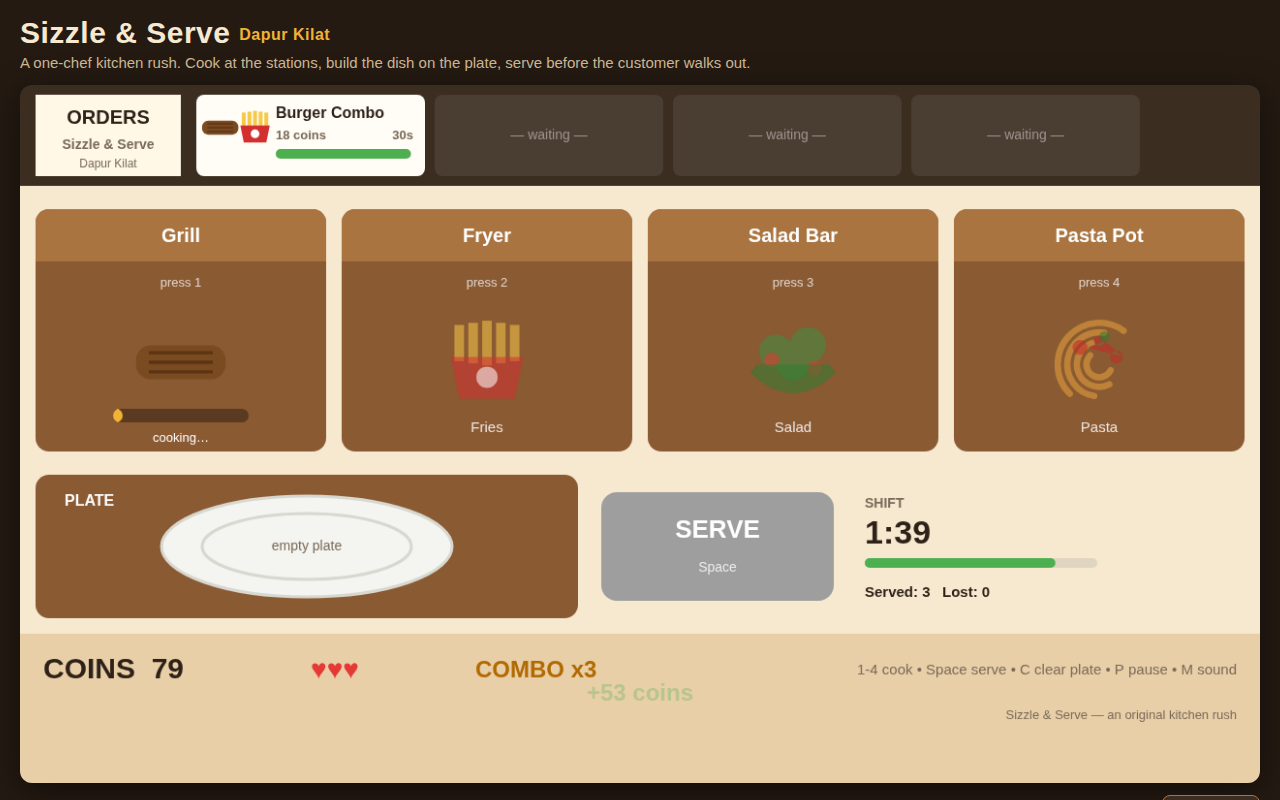 Sizzle & Serve Dapur Kilat
A one-chef kitchen rush. Cook at the stations, build the dish on the plate, serve before the customer walks out.
ORDERS
Sizzle & Serve
Dapur Kilat
Burger Combo
18 coins 30s
— waiting —
— waiting —
— waiting —
Grill
press 1
cooking…
Fryer
press 2
Fries
Salad Bar
press 3
Salad
Pasta Pot
press 4
Pasta
PLATE
empty plate
SERVE
Space
SHIFT
1:39
Served: 3 Lost: 0
COINS 79
♥♥♥
COMBO x3
+53 coins
1-4 cook • Space serve • C clear plate • P pause • M sound
Sizzle & Serve — an original kitchen rush